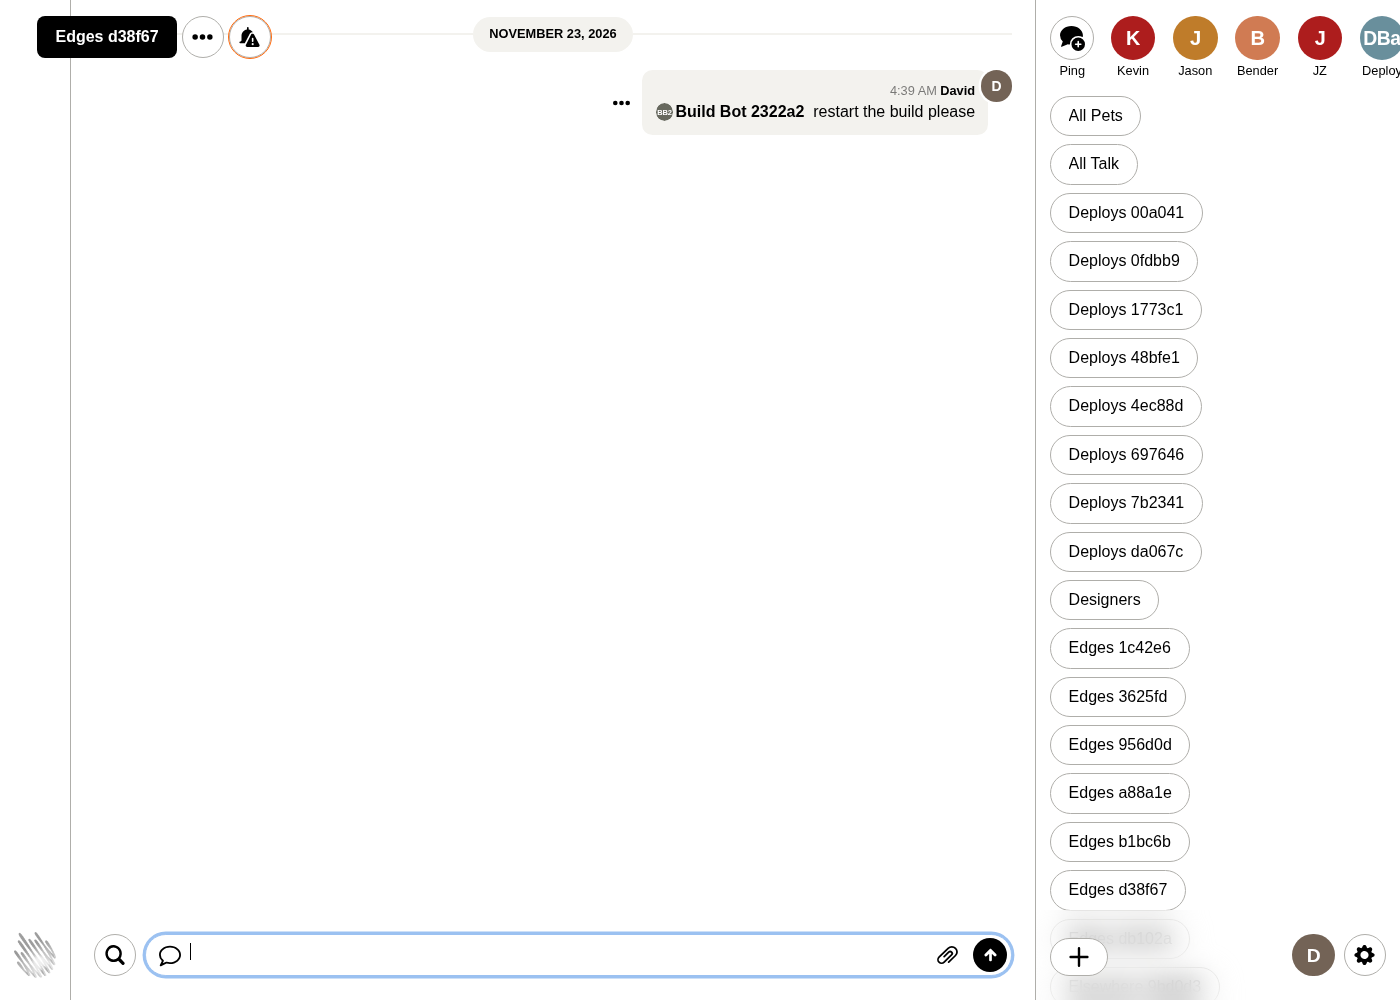 Edges d38f67
NOVEMBER 23, 2026
4:39 AM David
D
BB2 Build Bot 2322a2 restart the build please
K
J
B
J
DBa
Ping
Kevin
Jason
Bender
JZ
Deploy
All Pets
All Talk
Deploys 00a041
Deploys 0fdbb9
Deploys 1773c1
Deploys 48bfe1
Deploys 4ec88d
Deploys 697646
Deploys 7b2341
Deploys da067c
Designers
Edges 1c42e6
Edges 3625fd
Edges 956d0d
Edges a88a1e
Edges b1bc6b
Edges d38f67
Edges db102a
D